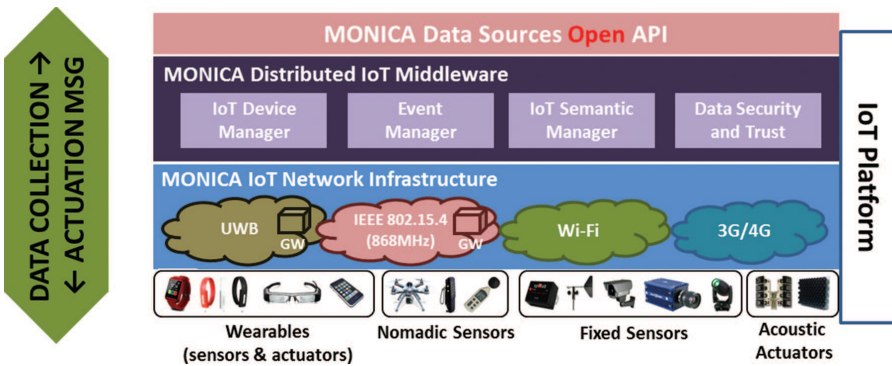 DATA COLLECTION →
← ACTUATION MSG
MONICA Data Sources Open API
MONICA Distributed IoT Middleware
IoT Device
Manager
Event
Manager
IoT Semantic
Manager
Data Security
and Trust
MONICA IoT Network Infrastructure
UWB
GW
IEEE 802.15.4
(868MHz)
GW
Wi-Fi
3G/4G
Wearables
(sensors & actuators)
Nomadic Sensors
Fixed Sensors
Acoustic
Actuators
IoT Platform